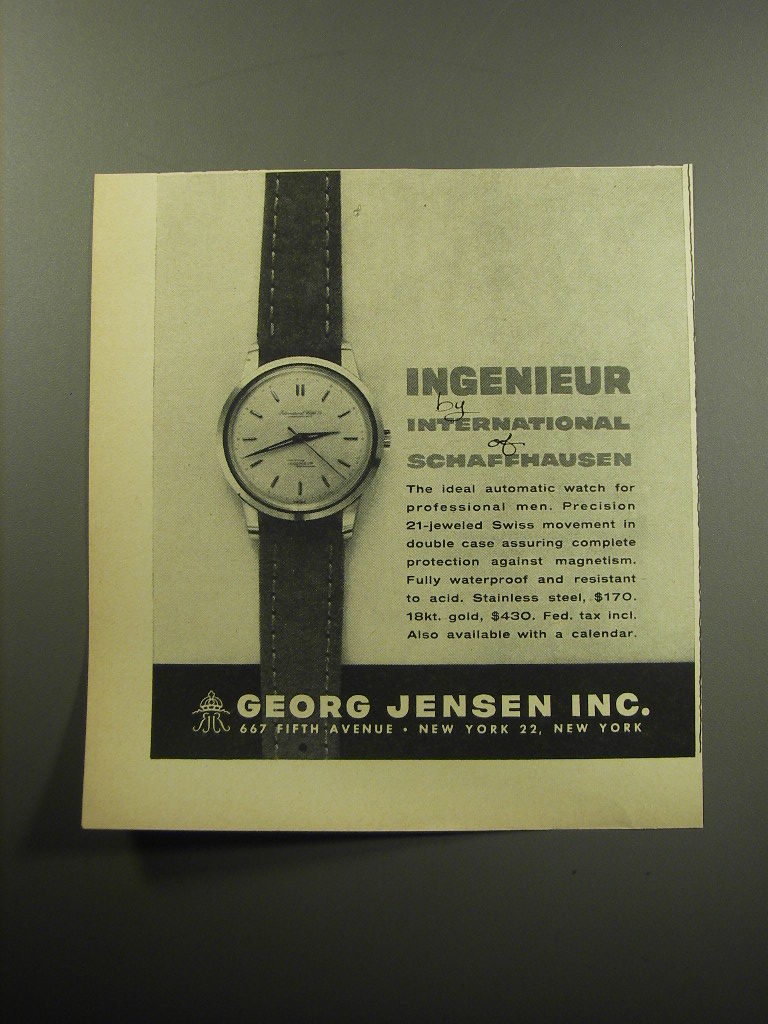 INGENIEUR
by
INTERNATIONAL
of
SCHAFFHAUSEN
The ideal automatic watch for
professional men. Precision
21-jeweled Swiss movement in
double case assuring complete
protection against magnetism.
Fully waterproof and resistant
to acid. Stainless steel, $170.
18kt. gold, $430. Fed. tax incl.
Also available with a calendar.
GEORG JENSEN INC.
667 FIFTH AVENUE • NEW YORK 22, NEW YORK